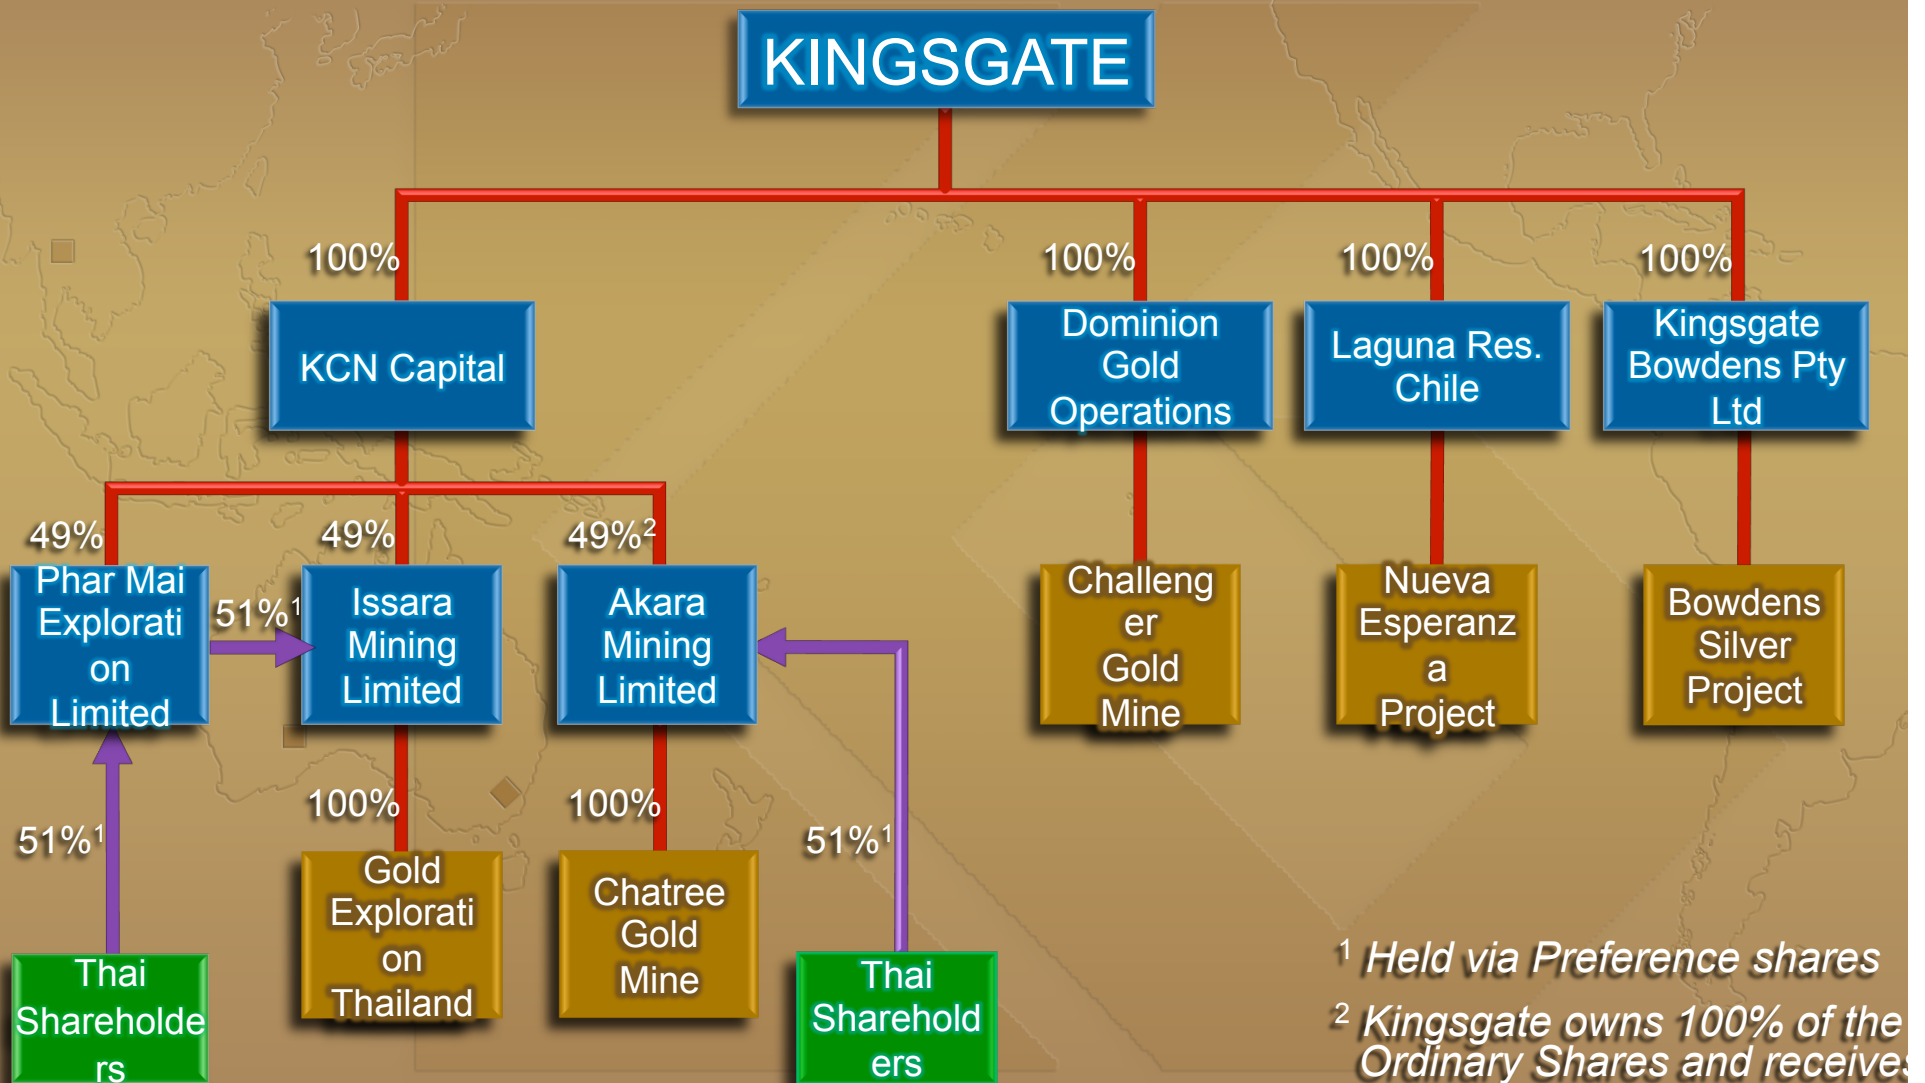 KINGSGATE
100%
100%
100%
100%
KCN Capital
Dominion
Gold
Operations
Laguna Res.
Chile
Kingsgate
Bowdens Pty
Ltd
49%
49%
49%²
Phar Mai
Explorati
on
Limited
51%¹
Issara
Mining
Limited
Akara
Mining
Limited
Challeng
er
Gold
Mine
Nueva
Esperanz
a
Project
Bowdens
Silver
Project
51%¹
100%
100%
51%¹
Gold
Explorati
on
Thailand
Chatree
Gold
Mine
Thai
Shareholde
rs
Thai
Sharehold
ers
¹ Held via Preference shares
² Kingsgate owns 100% of the
Ordinary Shares and receives